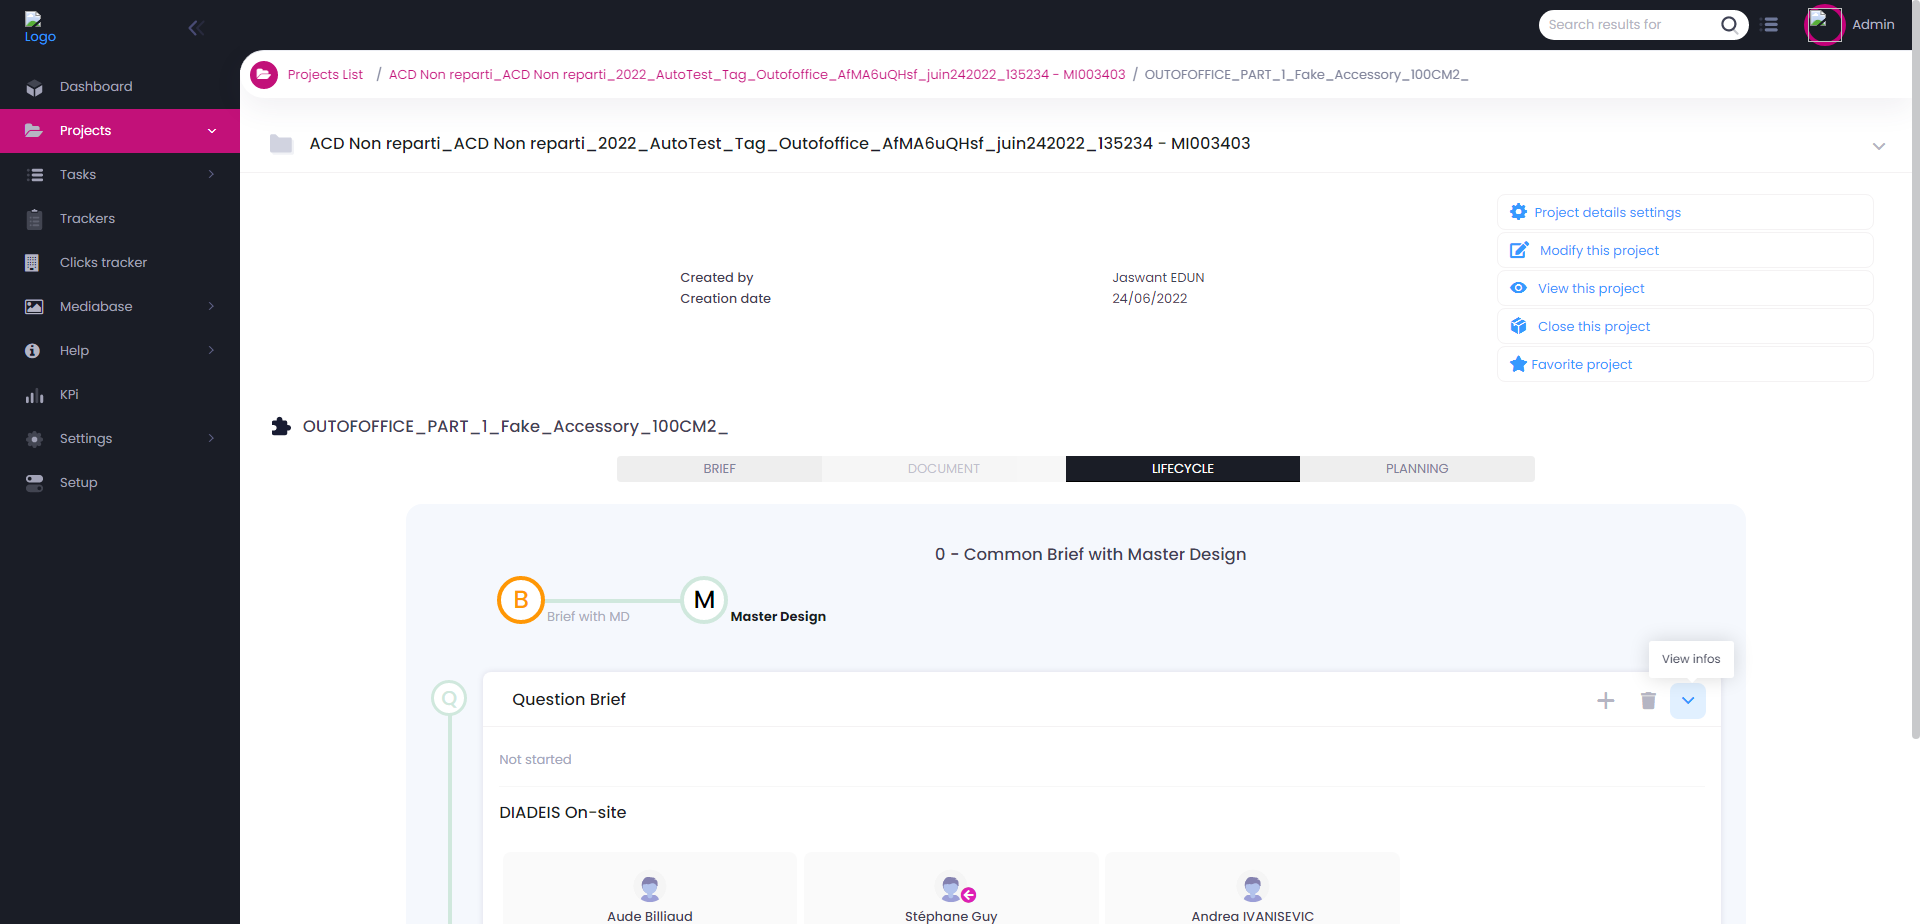 Logo
Search results for
Admin
Dashboard
Projects
Tasks
Trackers
Clicks tracker
Mediabase
Help
KPi
Settings
Setup
Projects List / ACD Non reparti_ACD Non reparti_2022_AutoTest_Tag_Outofoffice_AfMA6uQHsf_juin242022_135234 - MI003403 / OUTOFOFFICE_PART_1_Fake_Accessory_100CM2_
ACD Non reparti_ACD Non reparti_2022_AutoTest_Tag_Outofoffice_AfMA6uQHsf_juin242022_135234 - MI003403
Created by Jaswant EDUN
Creation date 24/06/2022
Project details settings
Modify this project
View this project
Close this project
Favorite project
OUTOFOFFICE_PART_1_Fake_Accessory_100CM2_
BRIEF DOCUMENT LIFECYCLE PLANNING
0 - Common Brief with Master Design
B Brief with MD M Master Design
View infos
Q Question Brief
Not started
DIADEIS On-site
Aude Billiaud Stéphane Guy Andrea IVANISEVIC